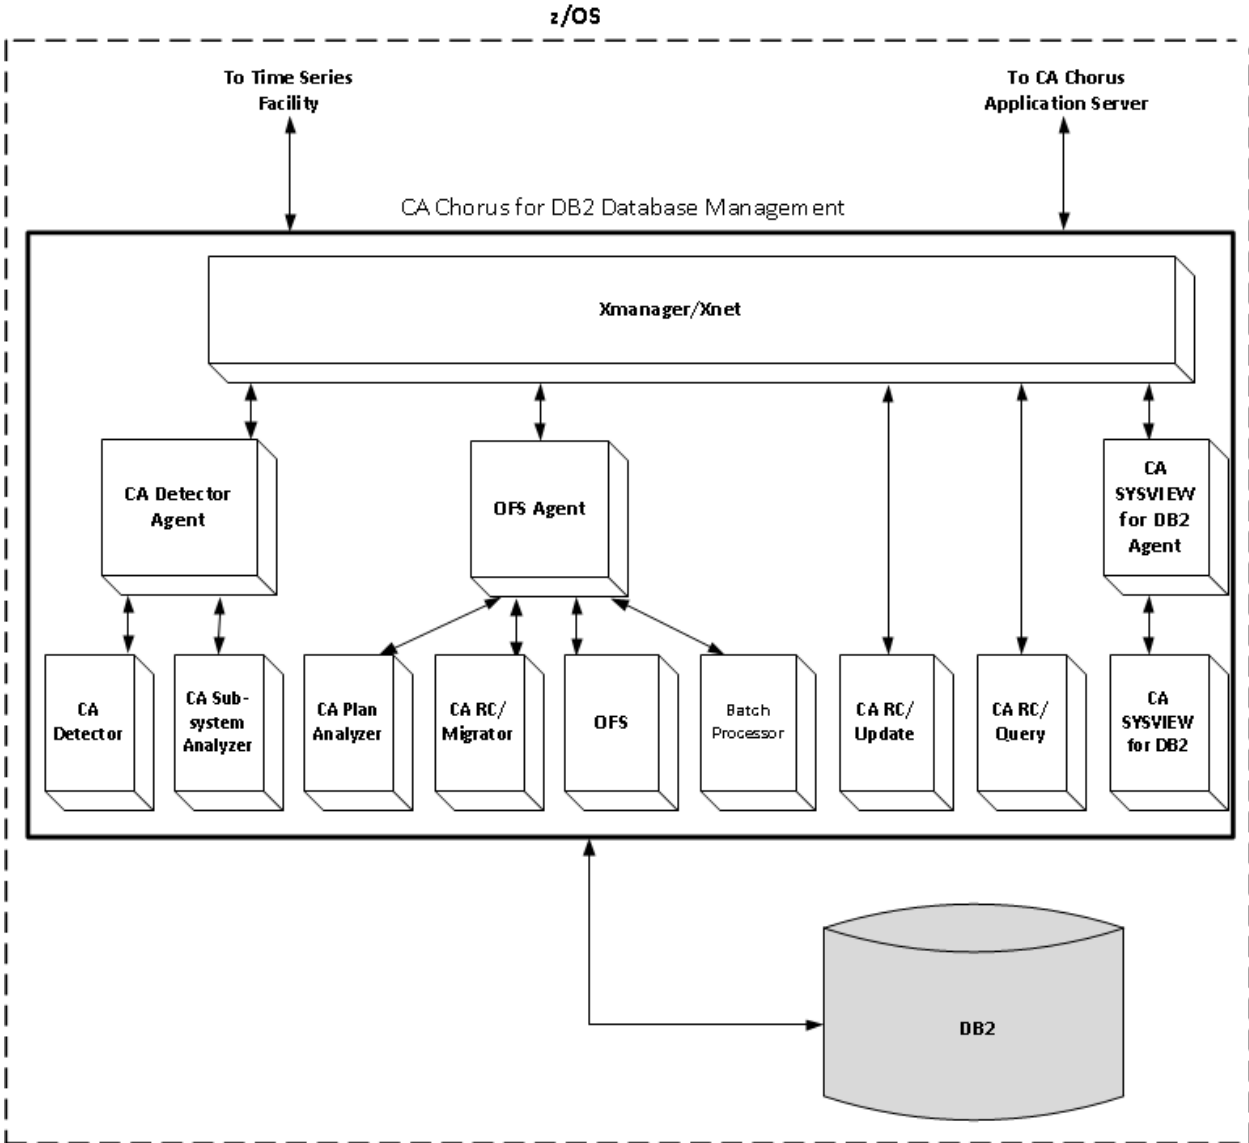 z/OS
To Time Series
Facility
To CA Chorus
Application Server
CA Chorus for DB2 Database Management
Xmanager/Xnet
CA Detector
Agent
OFS Agent
CA
SYSVIEW
for DB2
Agent
CA
Detector
CA Sub-
system
Analyzer
CA Plan
Analyzer
CA RC/
Migrator
OFS
Batch
Processor
CA RC/
Update
CA RC/
Query
CA
SYSVIEW
for DB2
DB2